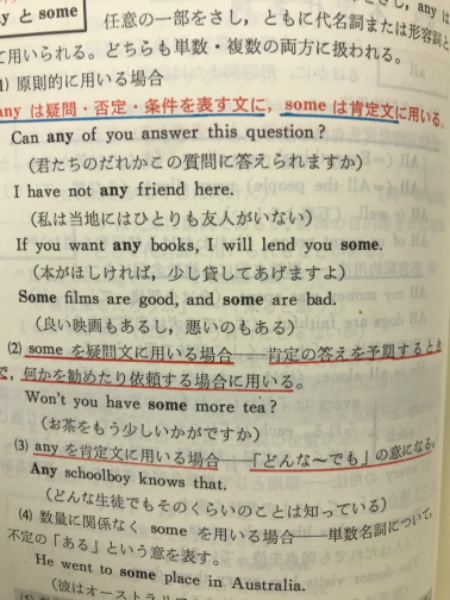 y と some
任意の一部をさし，ともに代名詞または形容詞と
て用いられる。どちらも単数・複数の両方に扱われる。
1) 原則的に用いる場合
any は疑問・否定・条件を表す文に，some は肯定文に用いる。
Can any of you answer this question?
（君たちのだれかこの質問に答えられますか）
I have not any friend here.
（私は当地にはひとりも友人がいない）
If you want any books, I will lend you some.
（本がほしければ，少し貸してあげますよ）
Some films are good, and some are bad.
（良い映画もあるし，悪いのもある）
(2) some を疑問文に用いる場合――肯定の答えを予期するとき
で，何かを勧めたり依頼する場合に用いる。
Won't you have some more tea?
（お茶をもう少しいかがですか）
(3) any を肯定文に用いる場合――「どんな～でも」の意になる。
Any schoolboy knows that.
（どんな生徒でもそのくらいのことは知っている）
(4) 数量に関係なく some を用いる場合――単数名詞について，
不定の「ある」という意を表す。
He went to some place in Australia.
（彼はオーストラリア